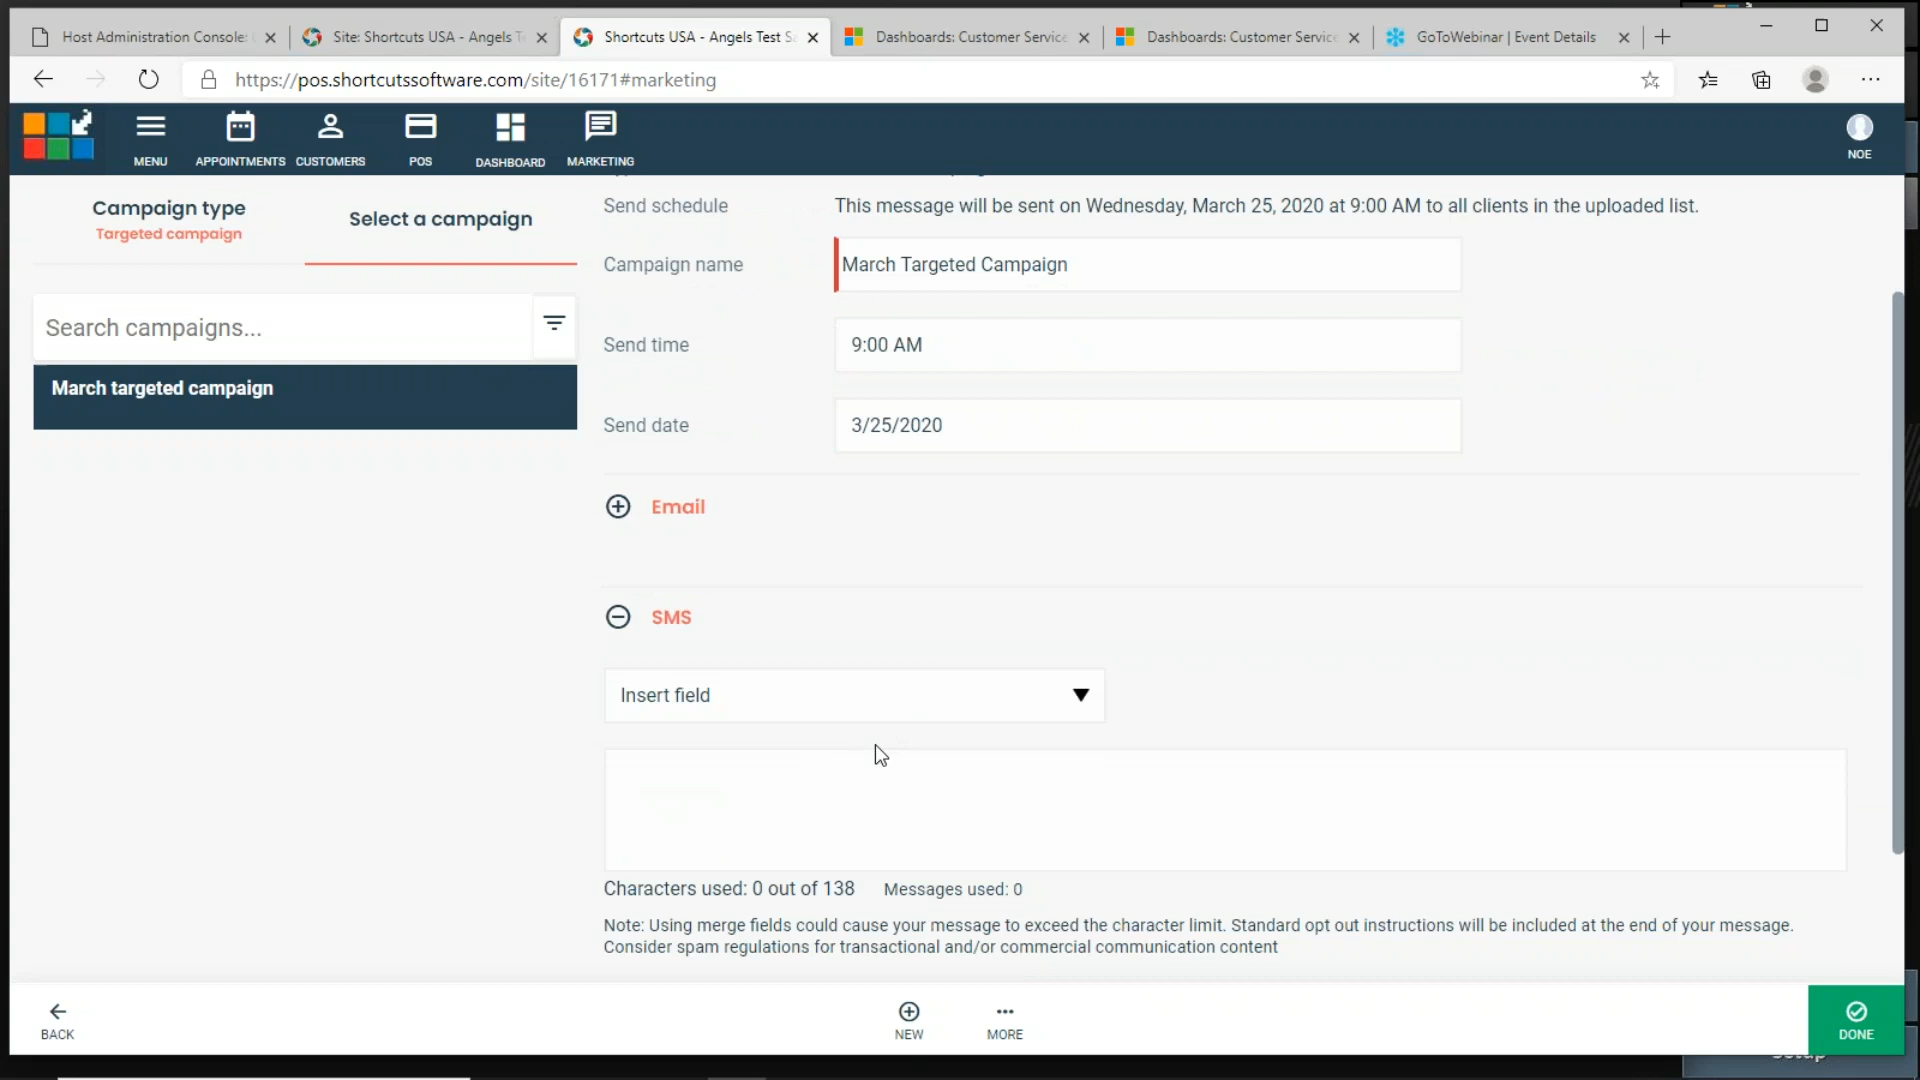 Host Administration Console:
Site: Shortcuts USA - Angels T
Shortcuts USA - Angels Test S
Dashboards: Customer Service
Dashboards: Customer Servic
GoToWebinar | Event Details
https://pos.shortcutssoftware.com/site/16171#marketing
MENU
APPOINTMENTS
CUSTOMERS
POS
DASHBOARD
MARKETING
NOE
Campaign type
Targeted campaign
Select a campaign
Search campaigns...
March targeted campaign
Send schedule
This message will be sent on Wednesday, March 25, 2020 at 9:00 AM to all clients in the uploaded list.
Campaign name
March Targeted Campaign
Send time
9:00 AM
Send date
3/25/2020
Email
SMS
Insert field
Characters used: 0 out of 138
Messages used: 0
Note: Using merge fields could cause your message to exceed the character limit. Standard opt out instructions will be included at the end of your message.
Consider spam regulations for transactional and/or commercial communication content
BACK
NEW
MORE
DONE